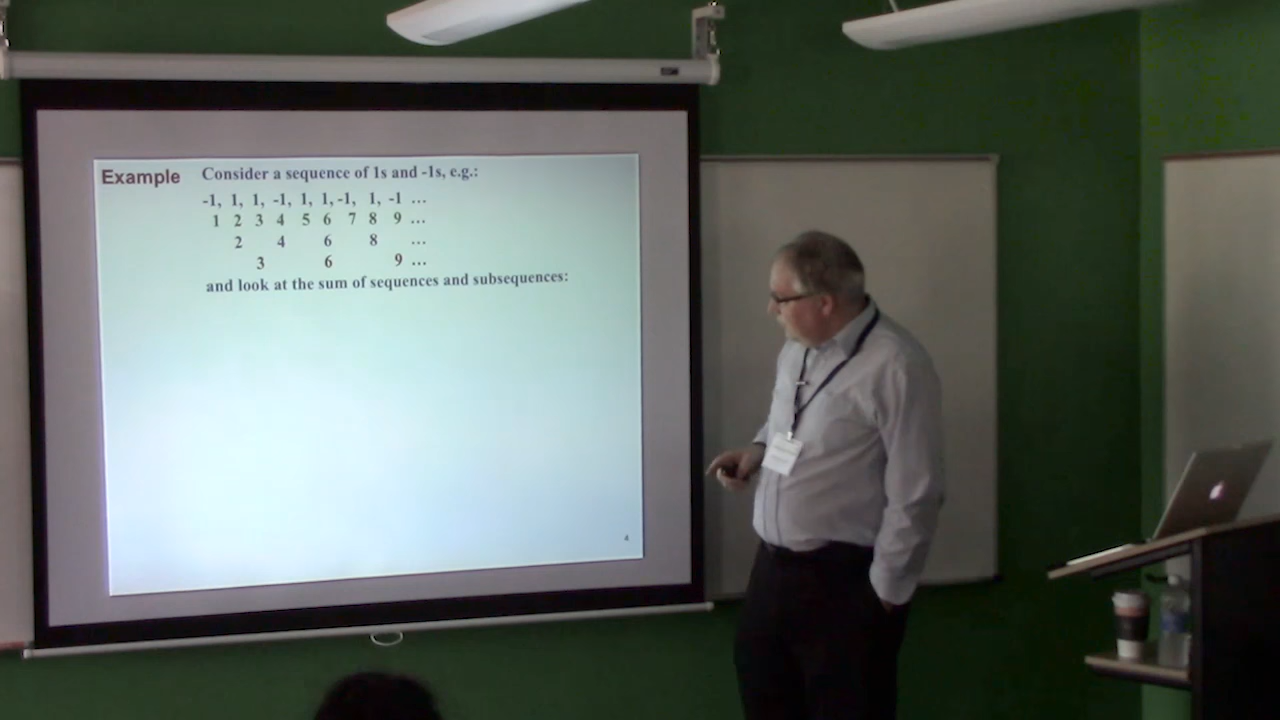 Example Consider a sequence of 1s and -1s, e.g.:
-1, 1, 1, -1, 1, 1, -1, 1, -1 ...
1 2 3 4 5 6 7 8 9 ...
2 4 6 8 ...
3 6 9 ...
and look at the sum of sequences and subsequences:
4